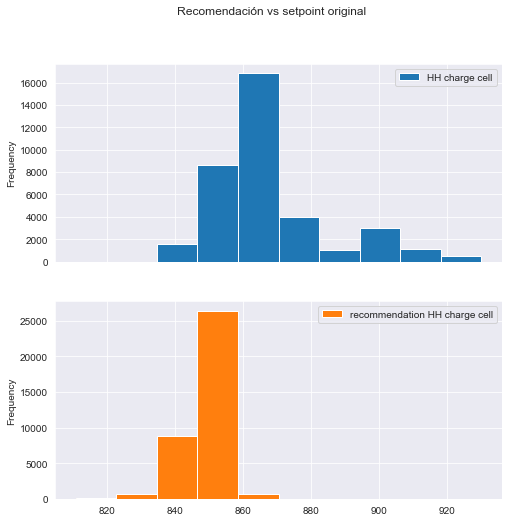 Recomendación vs setpoint original
HH charge cell
Frequency
16000
14000
12000
10000
8000
6000
4000
2000
0
recommendation HH charge cell
Frequency
25000
20000
15000
10000
5000
0
820 840 860 880 900 920